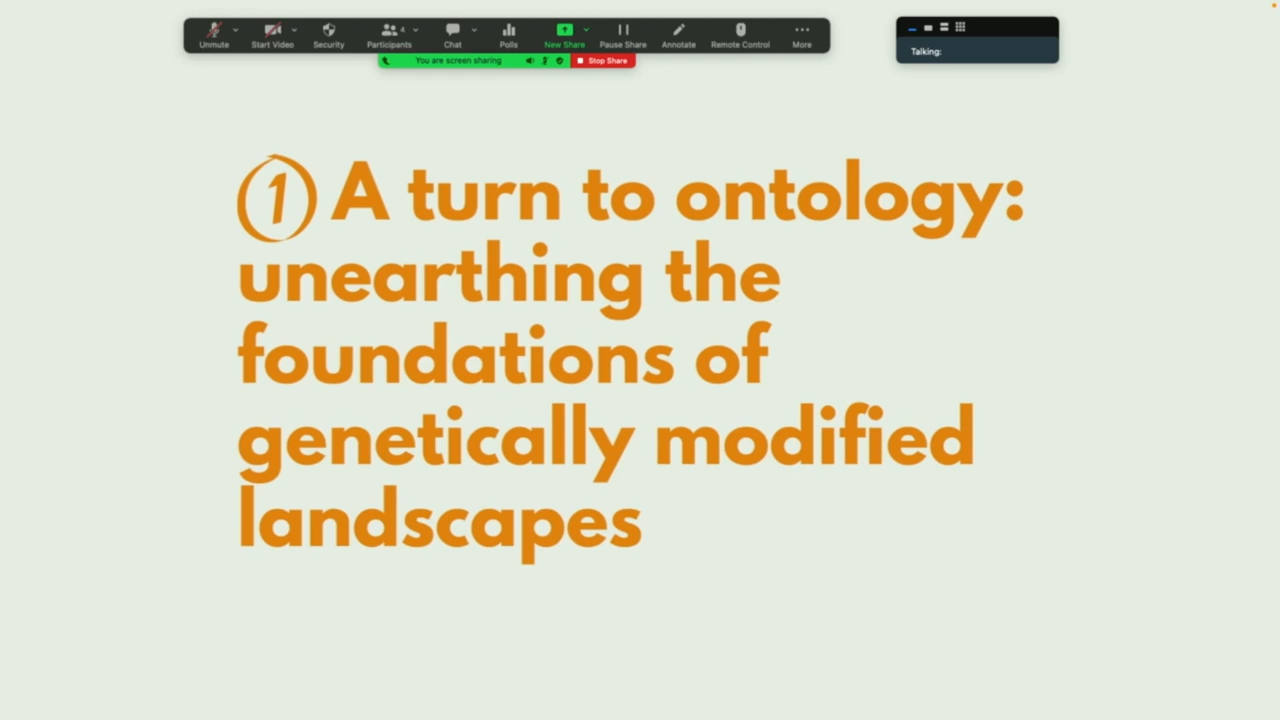 4
Unmute Start Video Security Participants Chat Polls New Share Pause Share Annotate Remote Control More
You are screen sharing Stop Share
Talking:
1 A turn to ontology:
unearthing the
foundations of
genetically modified
landscapes